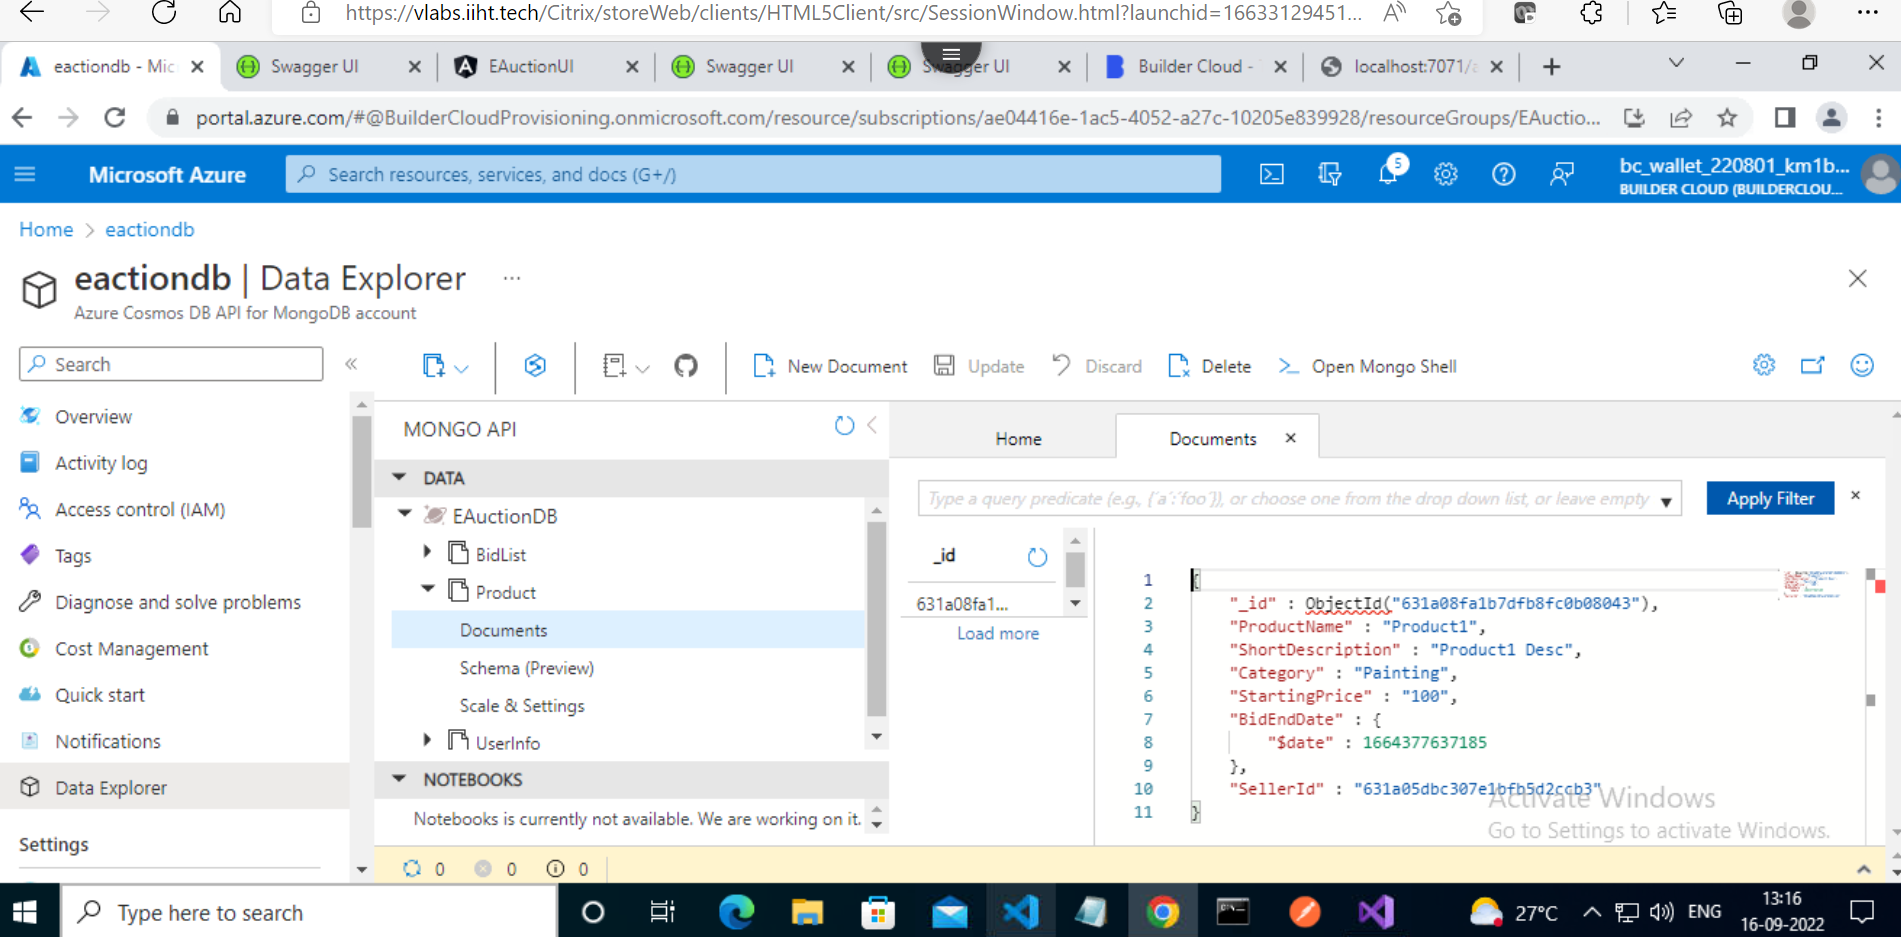 https://vlabs.iiht.tech/Citrix/storeWeb/clients/HTML5Client/src/SessionWindow.html?launchid=16633129451...
eactiondb - Mic
Swagger UI
EAuctionUI
Swagger UI
Swagger UI
Builder Cloud -
localhost:7071/a
portal.azure.com/#@BuilderCloudProvisioning.onmicrosoft.com/resource/subscriptions/ae04416e-1ac5-4052-a27c-10205e839928/resourceGroups/EAuctio...
Microsoft Azure
Search resources, services, and docs (G+/)
5
bc_wallet_220801_km1b...
BUILDER CLOUD (BUILDERCLOU...
Home > eactiondb
eactiondb | Data Explorer ...
Azure Cosmos DB API for MongoDB account
Search
«
New Document
Update
Discard
Delete
Open Mongo Shell
Overview
Activity log
Access control (IAM)
Tags
Diagnose and solve problems
Cost Management
Quick start
Notifications
Data Explorer
Settings
MONGO API
DATA
EAuctionDB
BidList
Product
Documents
Schema (Preview)
Scale & Settings
UserInfo
NOTEBOOKS
Notebooks is currently not available. We are working on it.
0 0 0
Home
Documents
Type a query predicate (e.g., {´a´:´foo´}), or choose one from the drop down list, or leave empty
Apply Filter
_id
631a08fa1...
Load more
1 {
2 "_id" : ObjectId("631a08fa1b7dfb8fc0b08043"),
3 "ProductName" : "Product1",
4 "ShortDescription" : "Product1 Desc",
5 "Category" : "Painting",
6 "StartingPrice" : "100",
7 "BidEndDate" : {
8 "$date" : 1664377637185
9 },
10 "SellerId" : "631a05dbc307e1bfb5d2ccb3"
11 }
Activate Windows
Go to Settings to activate Windows.
Type here to search
27°C
ENG
13:16
16-09-2022